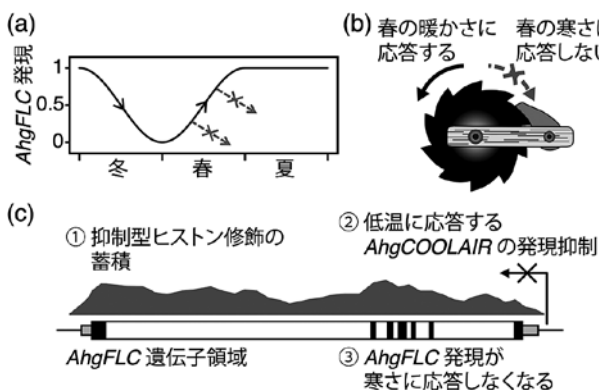 (a)
AhgFLC 発現
1
0.5
0
冬
春
夏
(b)
春の暖かさに
応答する
春の寒さに
応答しない
(c)
① 抑制型ヒストン修飾の
蓄積
② 低温に応答する
AhgCOOLAIR の発現抑制
AhgFLC 遺伝子領域
③ AhgFLC 発現が
寒さに応答しなくなる